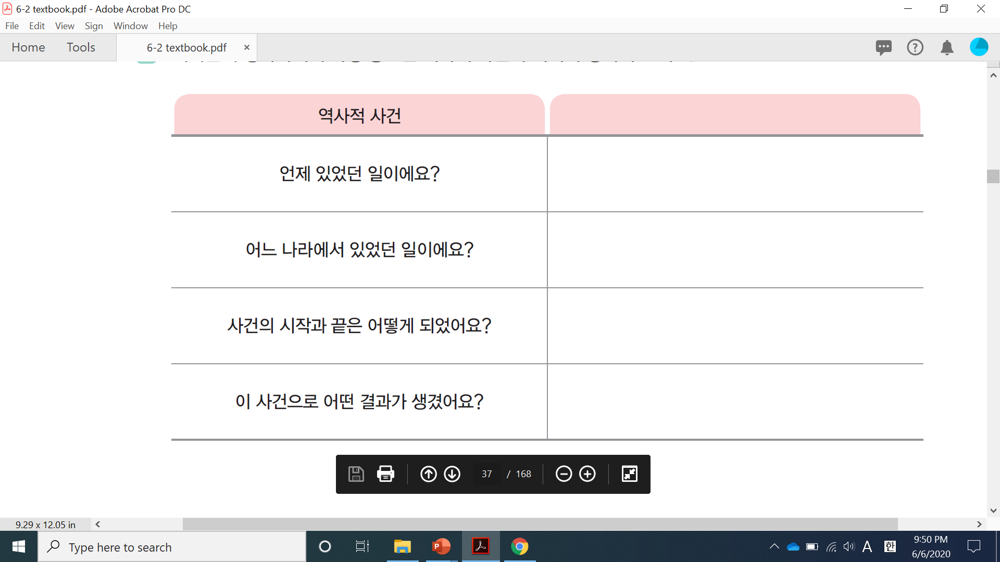 6-2 textbook.pdf - Adobe Acrobat Pro DC
File Edit View Sign Window Help
Home Tools 6-2 textbook.pdf ×
역사적 사건
언제 있었던 일이에요?
어느 나라에서 있었던 일이에요?
사건의 시작과 끝은 어떻게 되었어요?
이 사건으로 어떤 결과가 생겼어요?
37 / 168
9.29 x 12.05 in
Type here to search
A 한 9:50 PM
6/6/2020